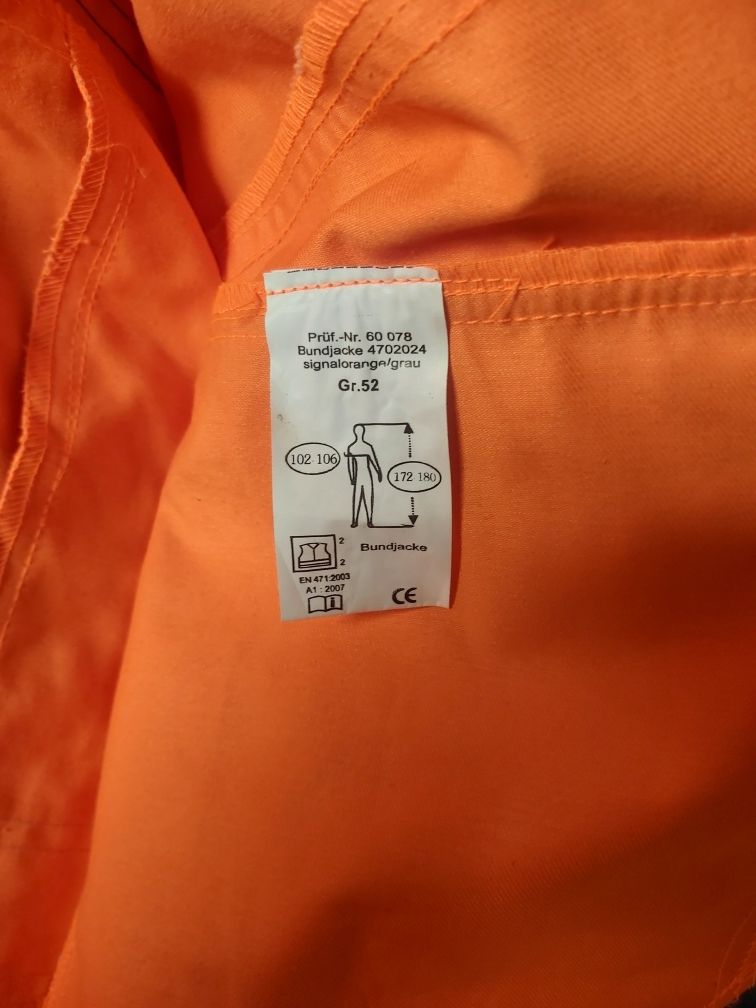 Prüf.-Nr. 60 078
Bundjacke 4702024
signalorange/grau
Gr.52
102-106
172-180
2
2
Bundjacke
EN 471:2003
A1 : 2007
CE